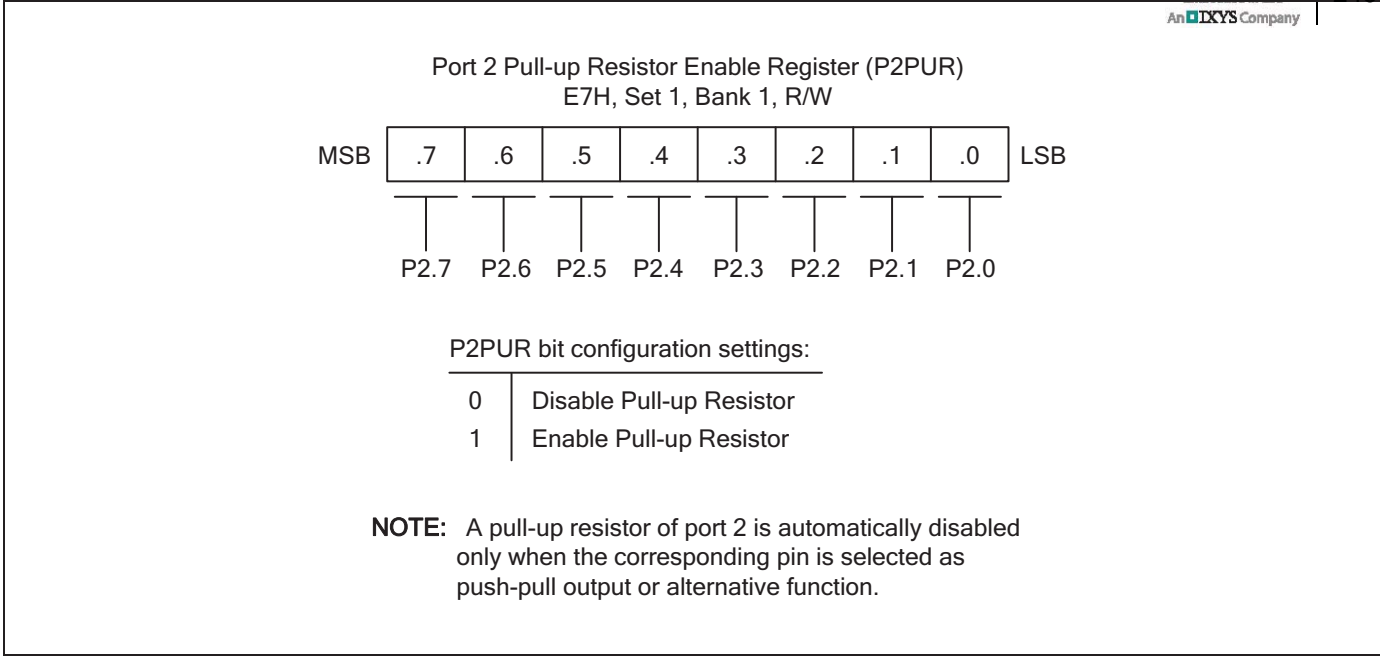 An IXYS Company
Port 2 Pull-up Resistor Enable Register (P2PUR)
E7H, Set 1, Bank 1, R/W
MSB .7 .6 .5 .4 .3 .2 .1 .0 LSB
P2.7 P2.6 P2.5 P2.4 P2.3 P2.2 P2.1 P2.0
P2PUR bit configuration settings:
0 Disable Pull-up Resistor
1 Enable Pull-up Resistor
NOTE: A pull-up resistor of port 2 is automatically disabled
only when the corresponding pin is selected as
push-pull output or alternative function.